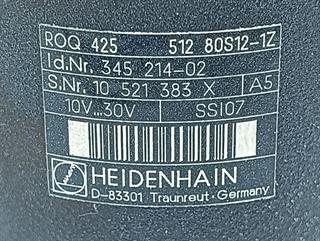 ROQ 425 512 80S12-1Z
Id.Nr. 345 214-02
S.Nr. 10 521 383 X A5
10V...30V SSI07
HEIDENHAIN
D-83301 Traunreut · Germany